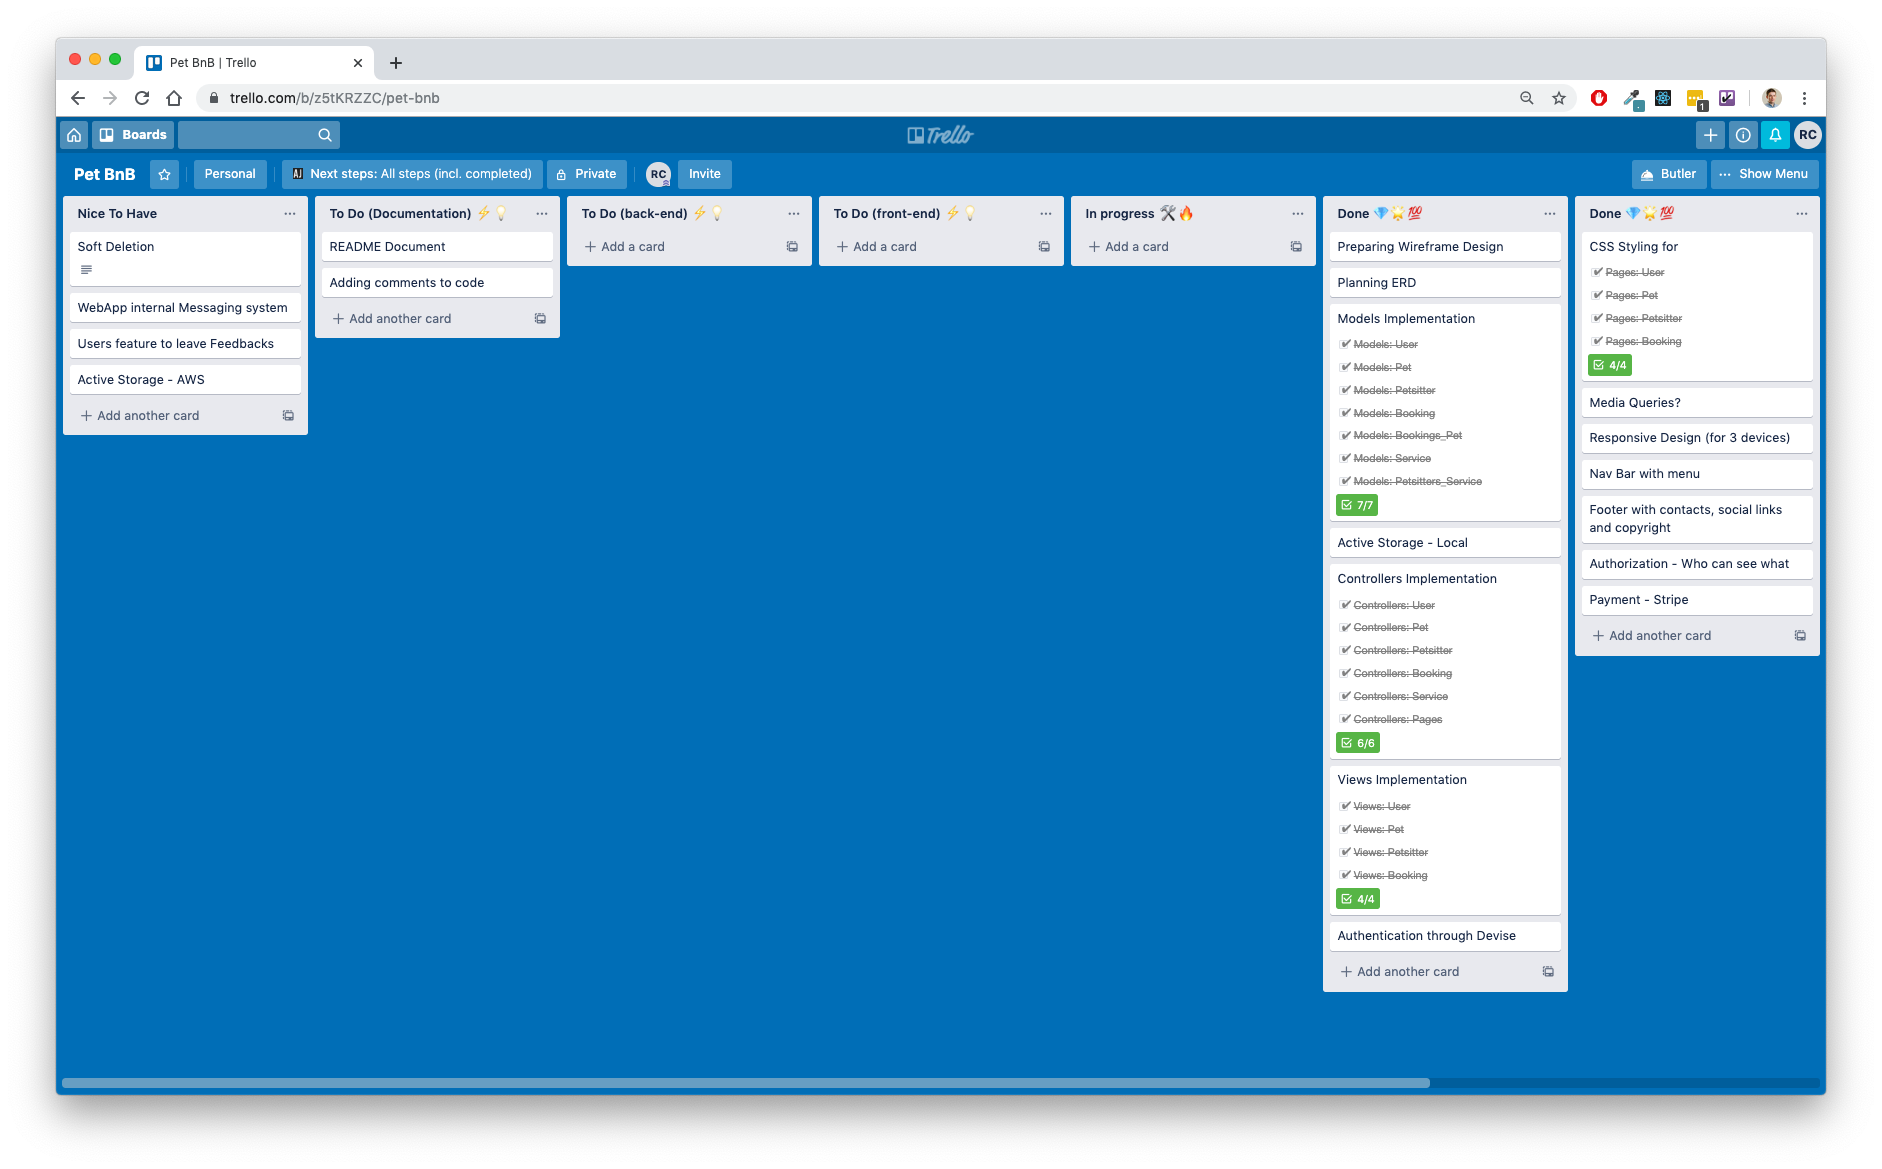 Pet BnB | Trello
trello.com/b/z5tKRZZC/pet-bnb
1
Boards
Trello
RC
Pet BnB
Personal
AJ Next steps: All steps (incl. completed)
Private
RC
Invite
Butler
Show Menu
Nice To Have
Soft Deletion
WebApp internal Messaging system
Users feature to leave Feedbacks
Active Storage - AWS
+ Add another card
To Do (Documentation) ⚡💡
README Document
Adding comments to code
+ Add another card
To Do (back-end) ⚡💡
+ Add a card
To Do (front-end) ⚡💡
+ Add a card
In progress 🛠🔥
+ Add a card
Done 💎🌟💯
Preparing Wireframe Design
Planning ERD
Models Implementation
Models: User
Models: Pet
Models: Petsitter
Models: Booking
Models: Bookings_Pet
Models: Service
Models: Petsitters_Service
7/7
Active Storage - Local
Controllers Implementation
Controllers: User
Controllers: Pet
Controllers: Petsitter
Controllers: Booking
Controllers: Service
Controllers: Pages
6/6
Views Implementation
Views: User
Views: Pet
Views: Petsitter
Views: Booking
4/4
Authentication through Devise
+ Add another card
Done 💎🌟💯
CSS Styling for
Pages: User
Pages: Pet
Pages: Petsitter
Pages: Booking
4/4
Media Queries?
Responsive Design (for 3 devices)
Nav Bar with menu
Footer with contacts, social links
and copyright
Authorization - Who can see what
Payment - Stripe
+ Add another card